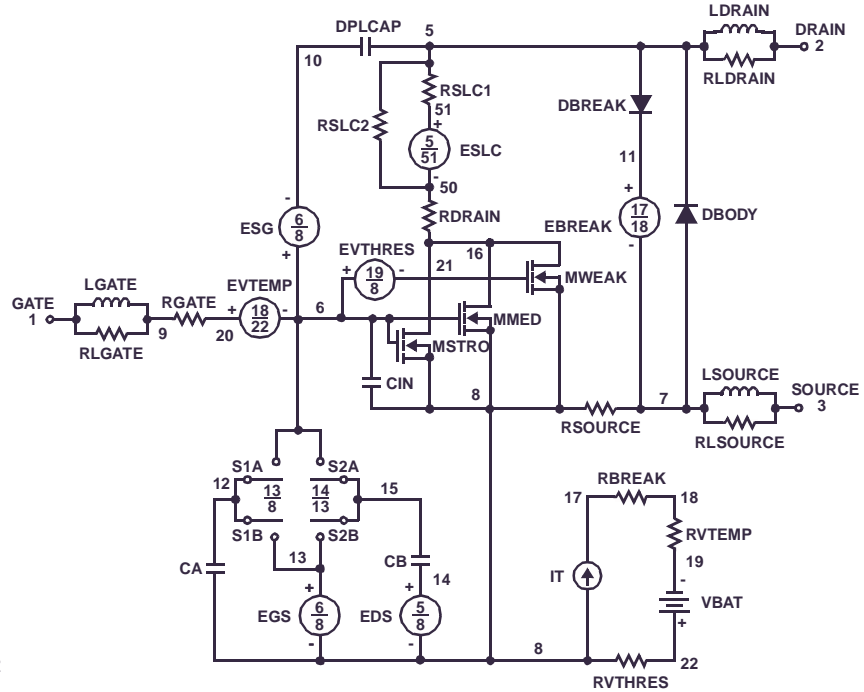 LDRAIN
DPLCAP
5
DRAIN
2
10
RLDRAIN
RSLC1
51
DBREAK
RSLC2
+
5
51
ESLC
-
50
11
-
+
6
8
ESG
+
RDRAIN
17
18
EBREAK
-
DBODY
EVTHRES
16
21
+
19
8
-
MWEAK
LGATE
EVTEMP
GATE
1
RGATE
+
18
22
-
6
MMED
9
20
MSTRO
RLGATE
LSOURCE
CIN
8
7
SOURCE
3
RSOURCE
RLSOURCE
S1A
S2A
12
13
8
14
13
15
RBREAK
17
18
S1B
S2B
RVTEMP
13
CB
19
CA
IT
-
14
+
+
VBAT
EGS
6
8
EDS
5
8
+
-
-
8
22
RVTHRES